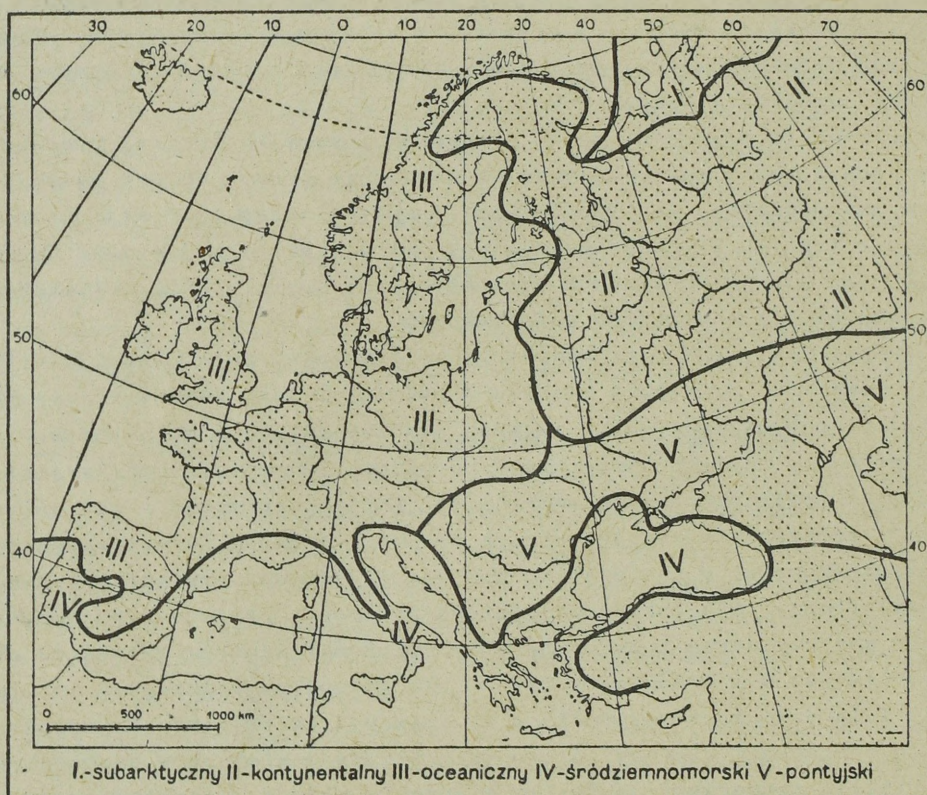 30 20 10 0 10 20 30 40 50 60 70
60 60
I II
III
II
II
50 50
III
III V
V
III V
40 IV 40
IV IV
0 500 1000 km
I.-subarktyczny II-kontynentalny III-oceaniczny IV-śródziemnomorski V-pontyjski